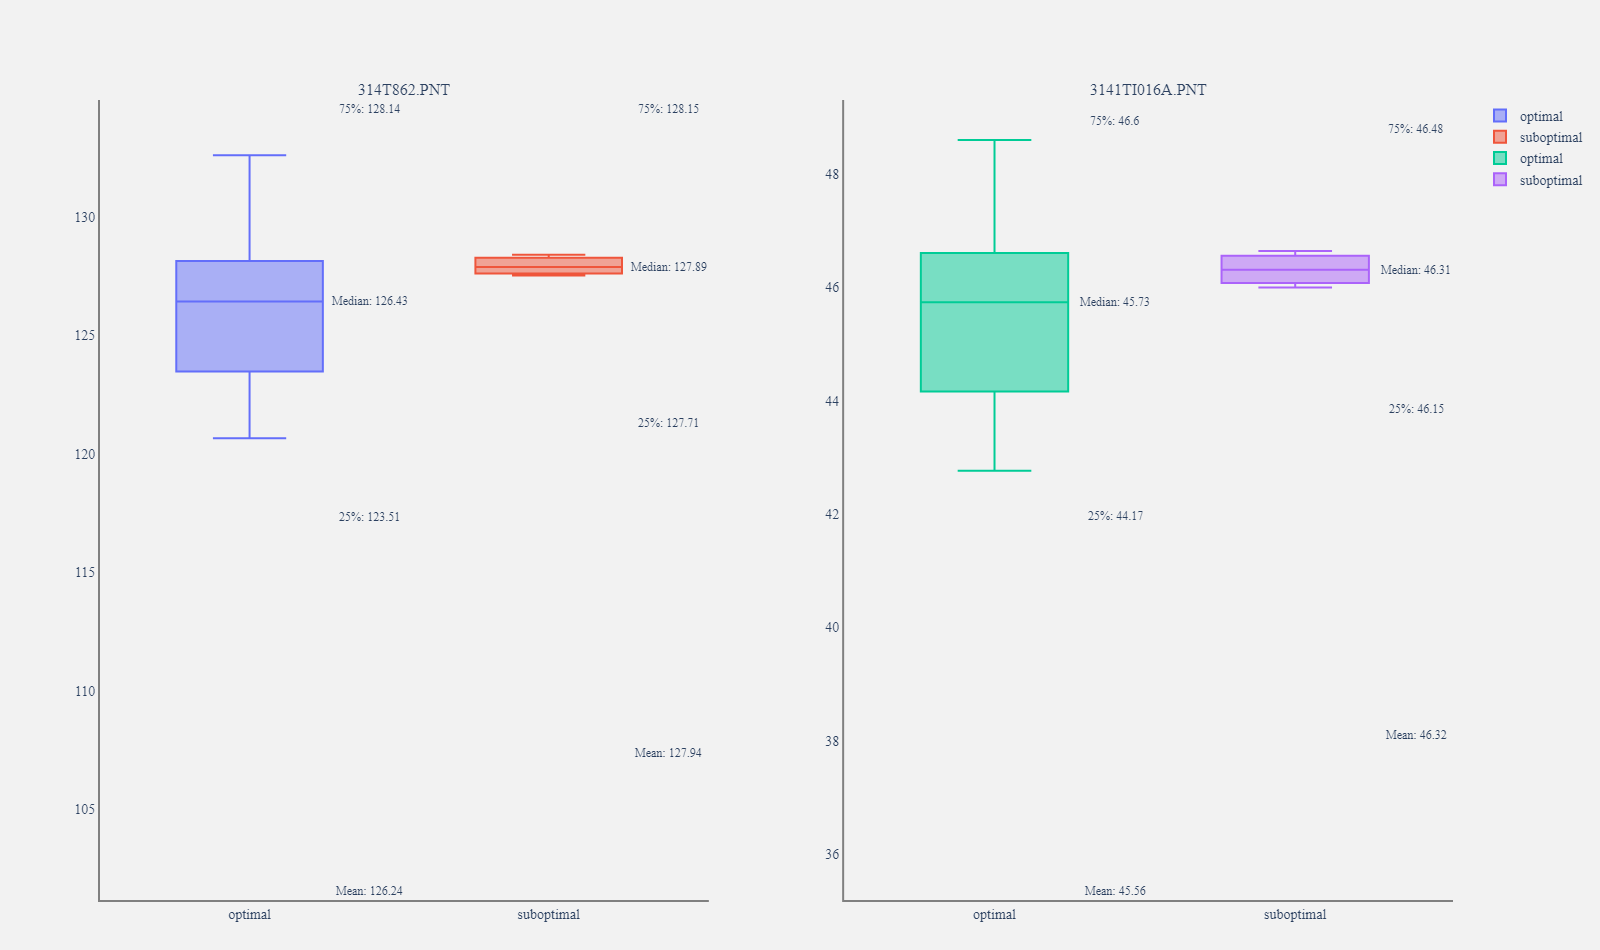 314T862.PNT
75%: 128.14
75%: 128.15
130
125
120
115
110
105
Median: 127.89
Median: 126.43
25%: 127.71
25%: 123.51
Mean: 127.94
Mean: 126.24
optimal
suboptimal
3141TI016A.PNT
75%: 46.6
75%: 46.48
48
46
44
42
40
38
36
Median: 46.31
Median: 45.73
25%: 46.15
25%: 44.17
Mean: 46.32
Mean: 45.56
optimal
suboptimal
optimal
suboptimal
optimal
suboptimal